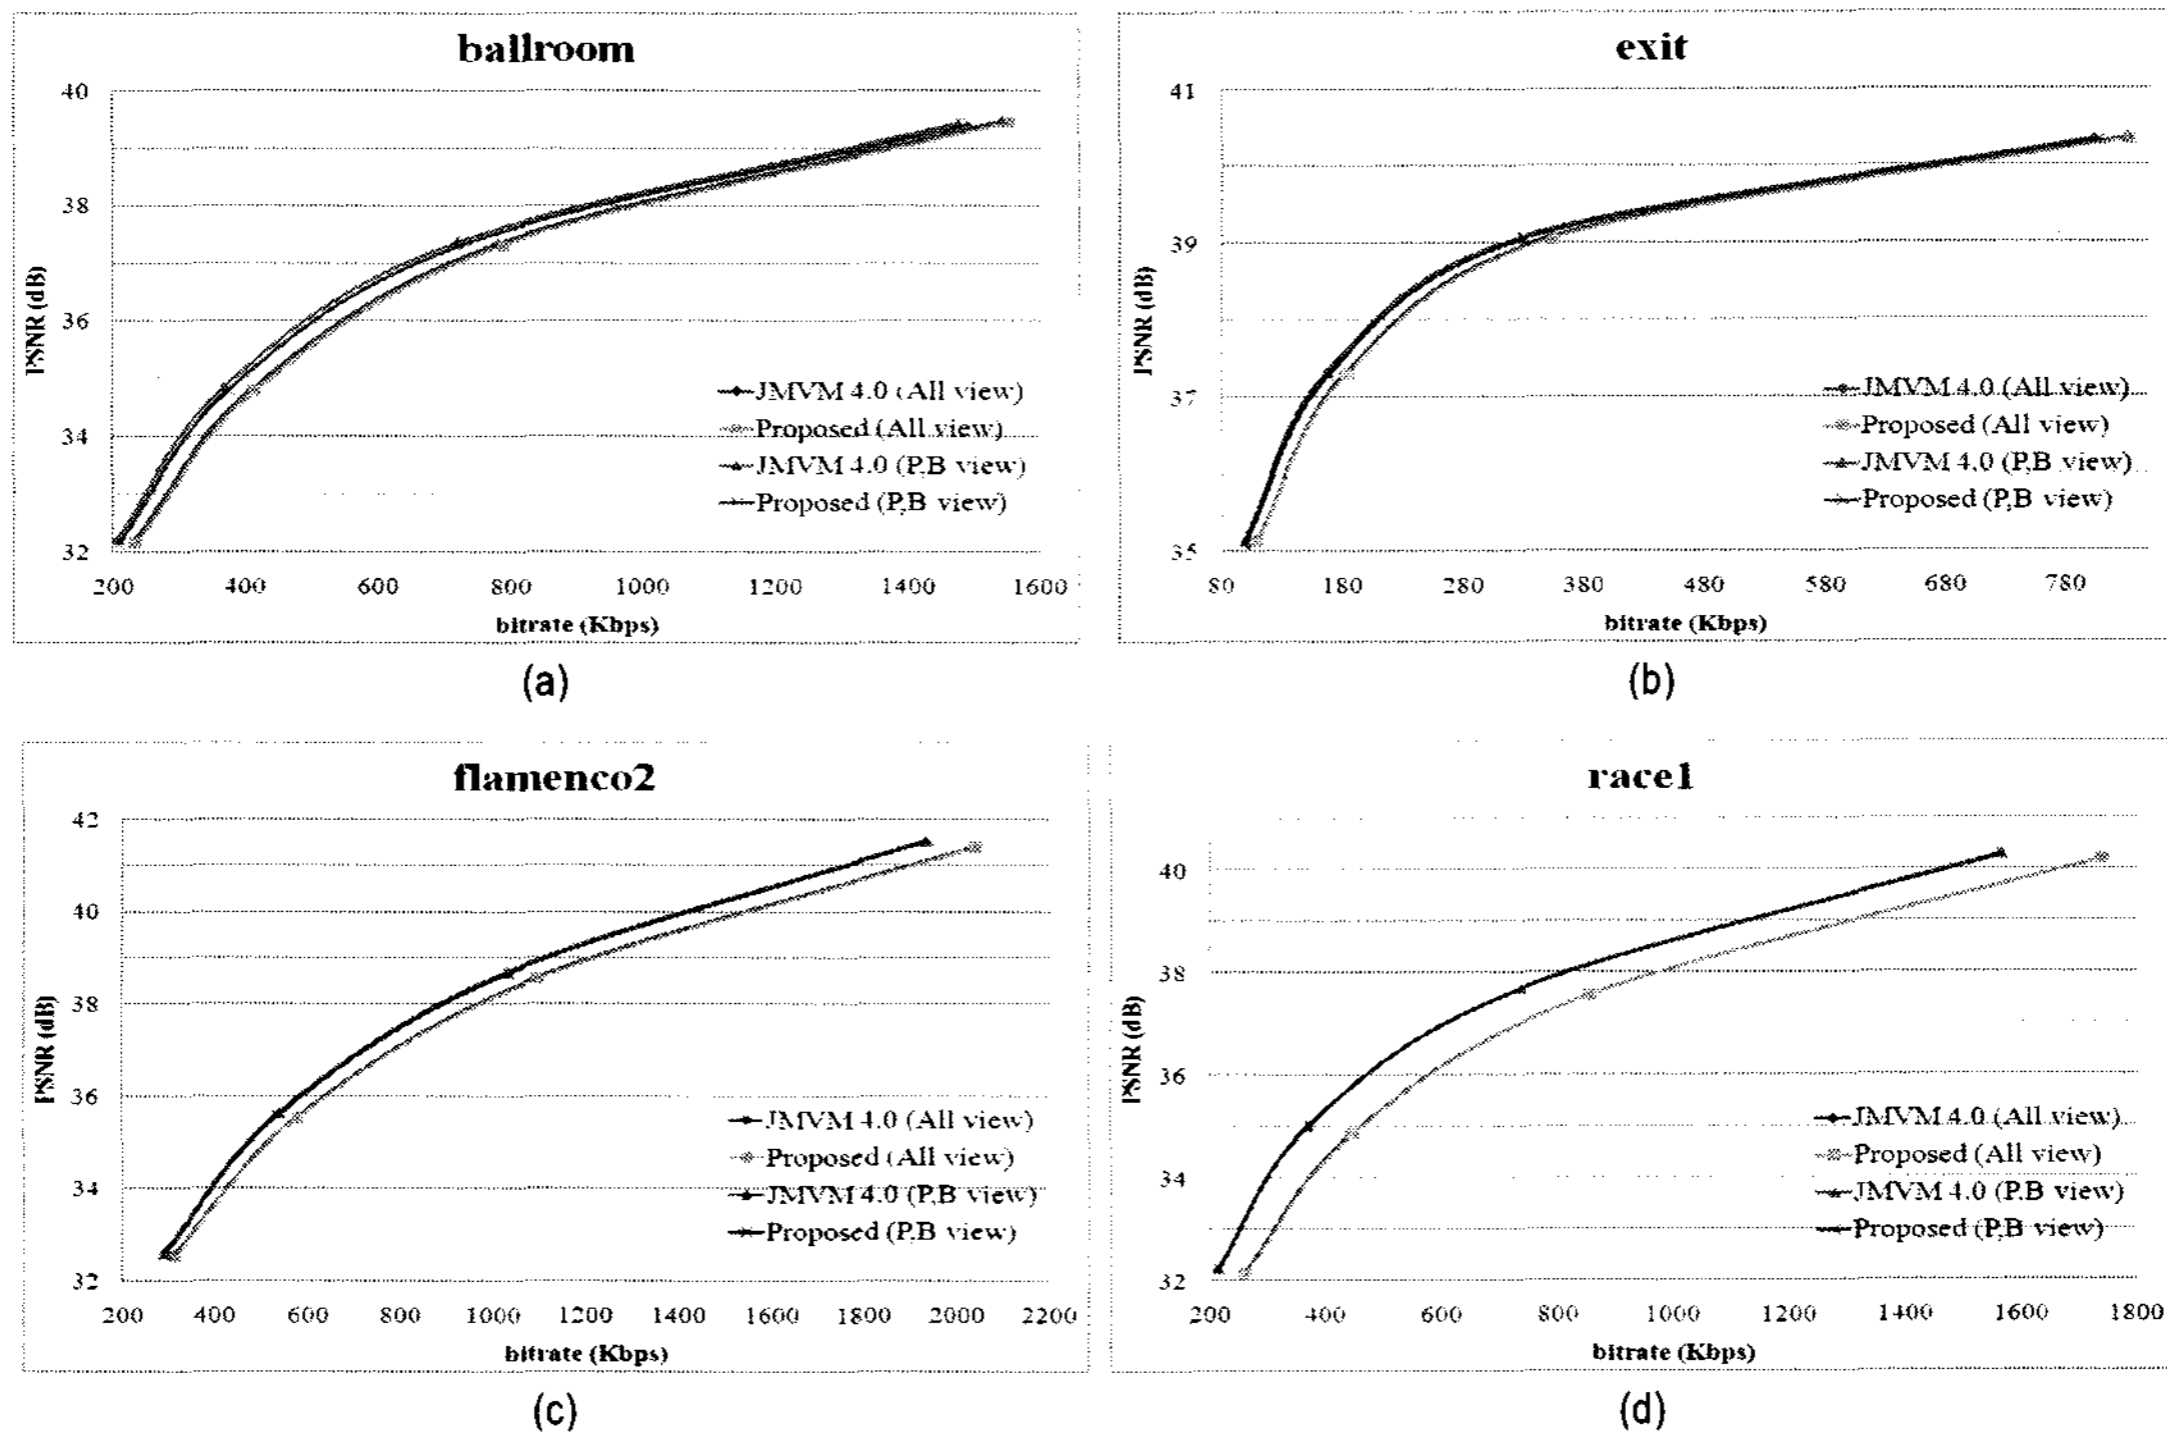 ballroom
40
38
36
34
32
PSNR (dB)
JMVM 4.0 (All view)
Proposed (All view)
JMVM 4.0 (P,B view)
Proposed (P,B view)
200 400 600 800 1000 1200 1400 1600
bitrate (Kbps)
(a)
exit
41
39
37
35
PSNR (dB)
JMVM 4.0 (All view)
Proposed (All view)
JMVM 4.0 (P,B view)
Proposed (P,B view)
80 180 280 380 480 580 680 780
bitrate (Kbps)
(b)
flamenco2
42
40
38
36
34
32
PSNR (dB)
JMVM 4.0 (All view)
Proposed (All view)
JMVM 4.0 (P,B view)
Proposed (P,B view)
200 400 600 800 1000 1200 1400 1600 1800 2000 2200
bitrate (Kbps)
(c)
race1
40
38
36
34
32
PSNR (dB)
JMVM 4.0 (All view)
Proposed (All view)
JMVM 4.0 (P,B view)
Proposed (P,B view)
200 400 600 800 1000 1200 1400 1600 1800
bitrate (Kbps)
(d)